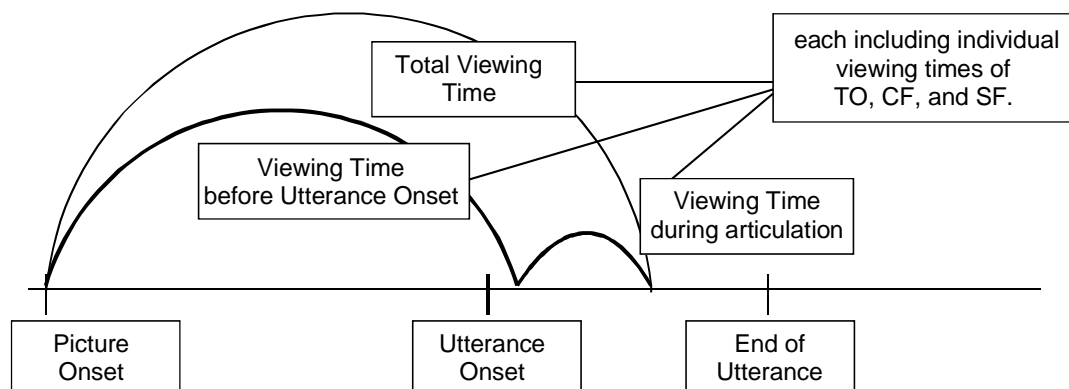 each including individual
viewing times of
TO, CF, and SF.
Total Viewing
Time
Viewing Time
before Utterance Onset
Viewing Time
during articulation
Picture
Onset
Utterance
Onset
End of
Utterance